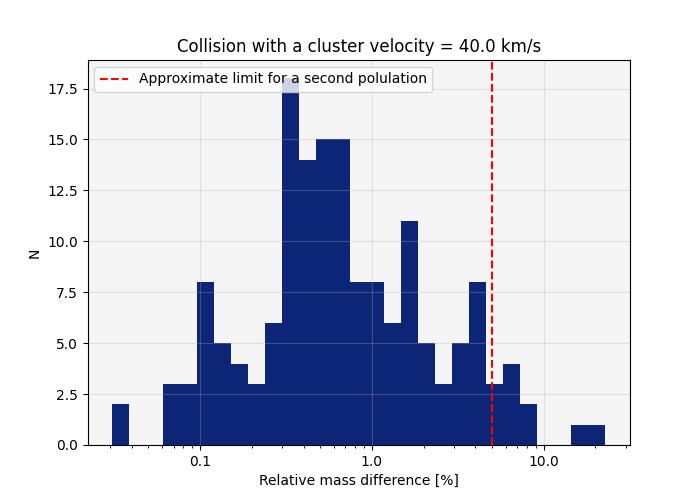 Collision with a cluster velocity = 40.0 km/s
Approximate limit for a second polulation
17.5
15.0
12.5
10.0
7.5
5.0
2.5
0.0
N
0.1
1.0
10.0
Relative mass difference [%]